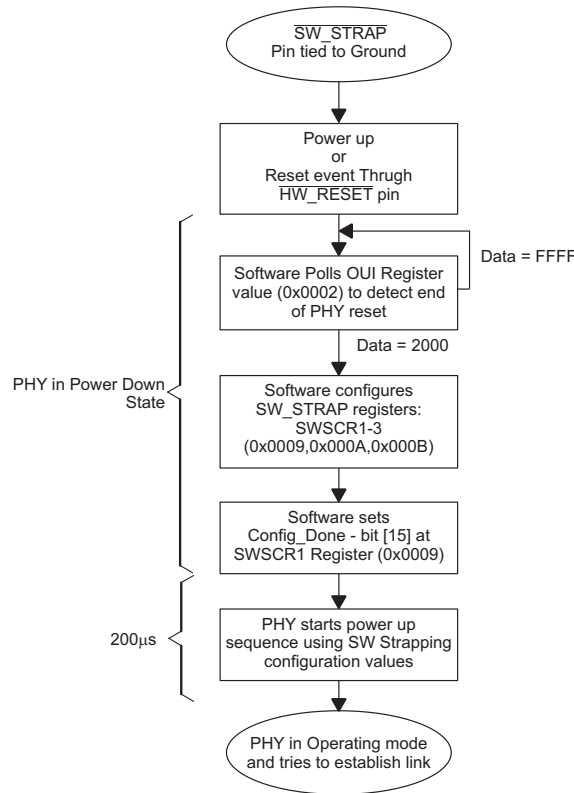 SW_STRAP
Pin tied to Ground
Power up
or
Reset event Thrugh
HW_RESET pin
Data = FFFF
Software Polls OUI Register
value (0x0002) to detect end
of PHY reset
Data = 2000
PHY in Power Down
State
Software configures
SW_STRAP registers:
SWSCR1-3
(0x0009,0x000A,0x000B)
Software sets
Config_Done - bit [15] at
SWSCR1 Register (0x0009)
200µs
PHY starts power up
sequence using SW Strapping
configuration values
PHY in Operating mode
and tries to establish link